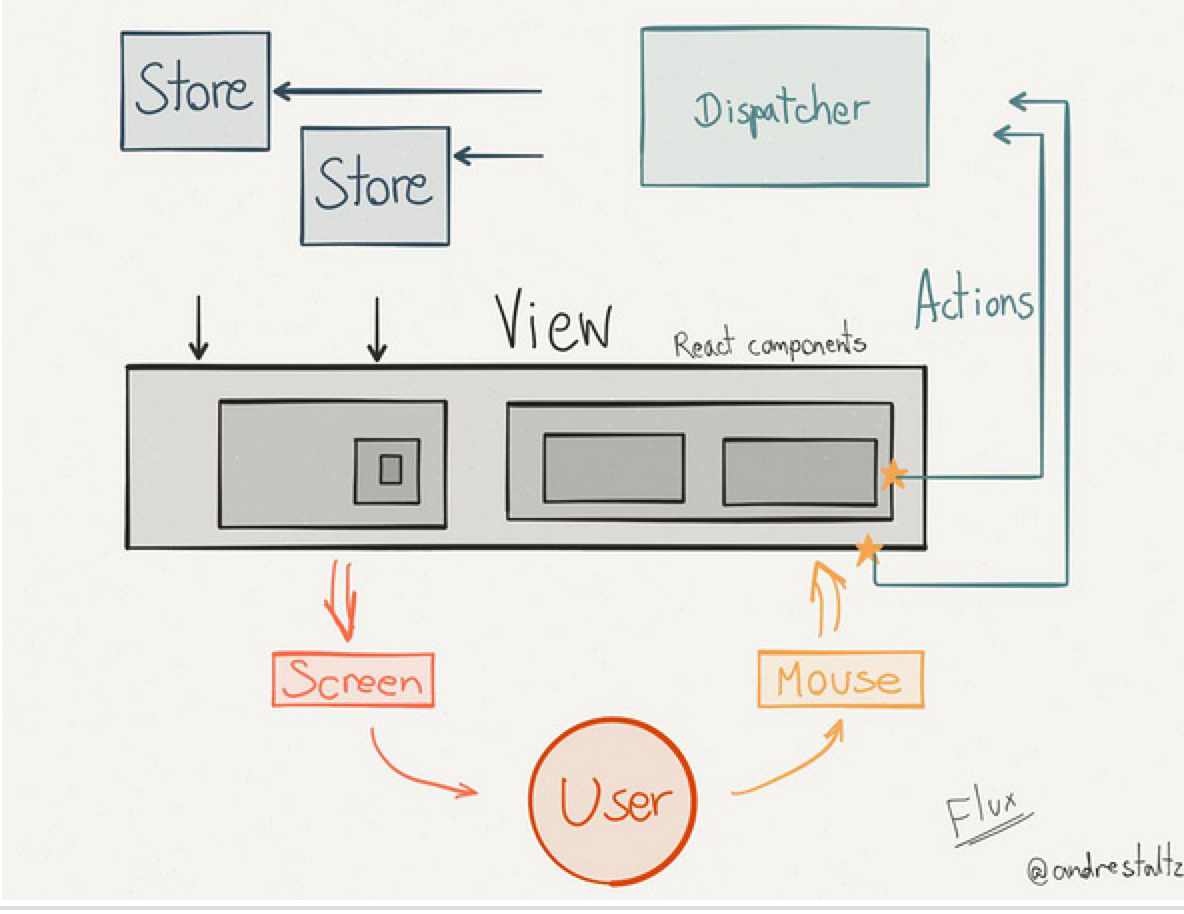 Store
Dispatcher
Store
Actions
View
React components
Screen
Mouse
User
Flux
@andrestaltz